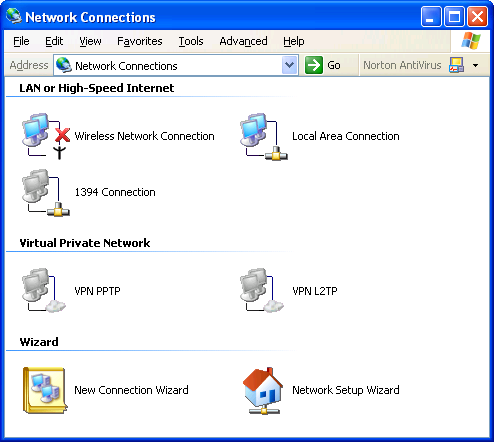 Network Connections
File Edit View Favorites Tools Advanced Help
Address Network Connections Go Norton AntiVirus
LAN or High-Speed Internet
Wireless Network Connection Local Area Connection
1394 Connection
Virtual Private Network
VPN PPTP VPN L2TP
Wizard
New Connection Wizard Network Setup Wizard